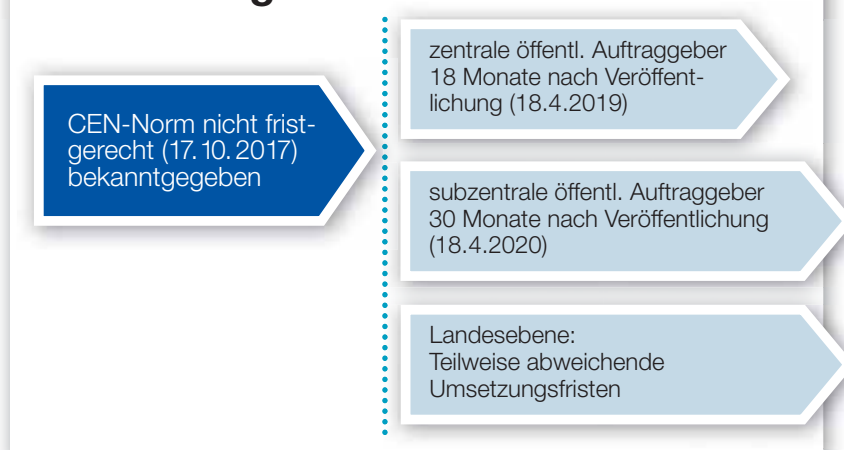 CEN-Norm nicht frist-
gerecht (17.10.2017)
bekanntgegeben
zentrale öffentl. Auftraggeber
18 Monate nach Veröffent-
lichung (18.4.2019)
subzentrale öffentl. Auftraggeber
30 Monate nach Veröffentlichung
(18.4.2020)
Landesebene:
Teilweise abweichende
Umsetzungsfristen